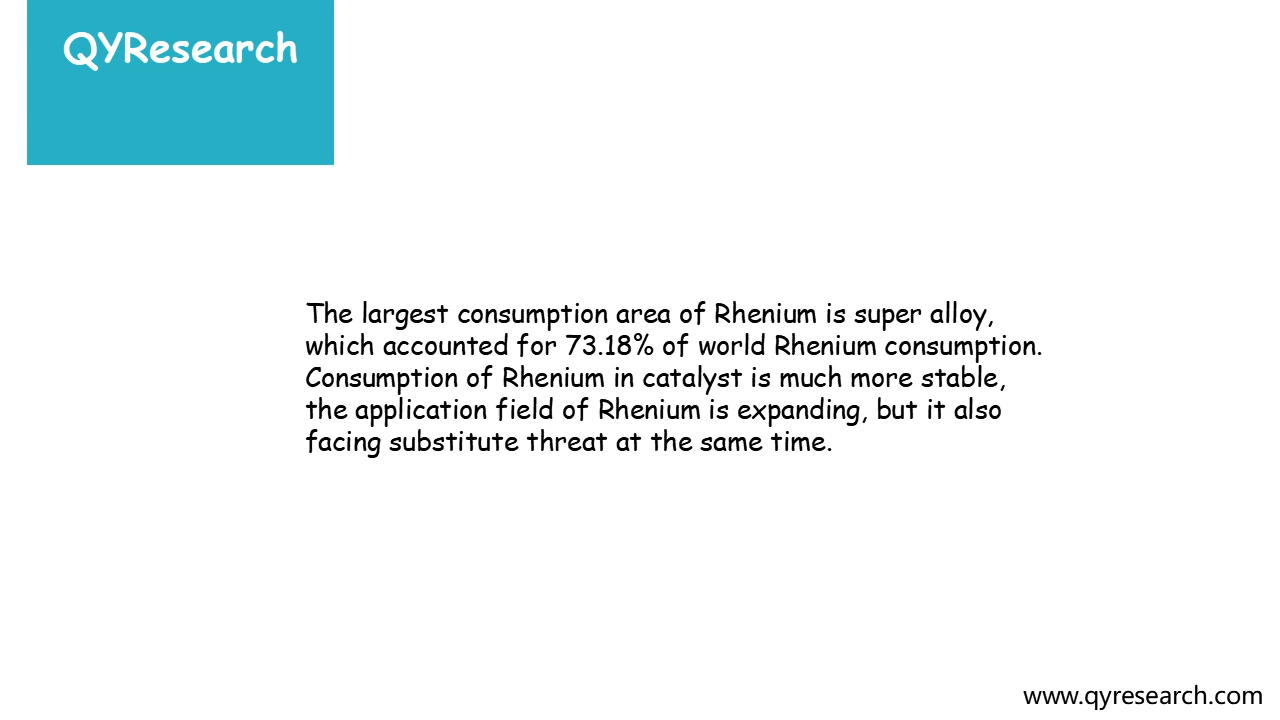 QYResearch
The largest consumption area of Rhenium is super alloy,
which accounted for 73.18% of world Rhenium consumption.
Consumption of Rhenium in catalyst is much more stable,
the application field of Rhenium is expanding, but it also
facing substitute threat at the same time.
www.qyresearch.com